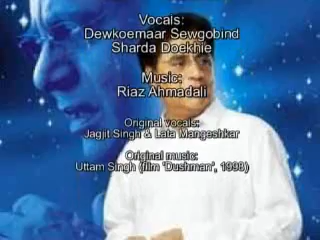 Vocals:
Dewkoemaar Sewgobind
Sharda Doekhie
Music:
Riaz Ahmadali
Original vocals:
Jagjit Singh & Lata Mangeshkar
Original music:
Uttam Singh (film 'Dushman', 1998)